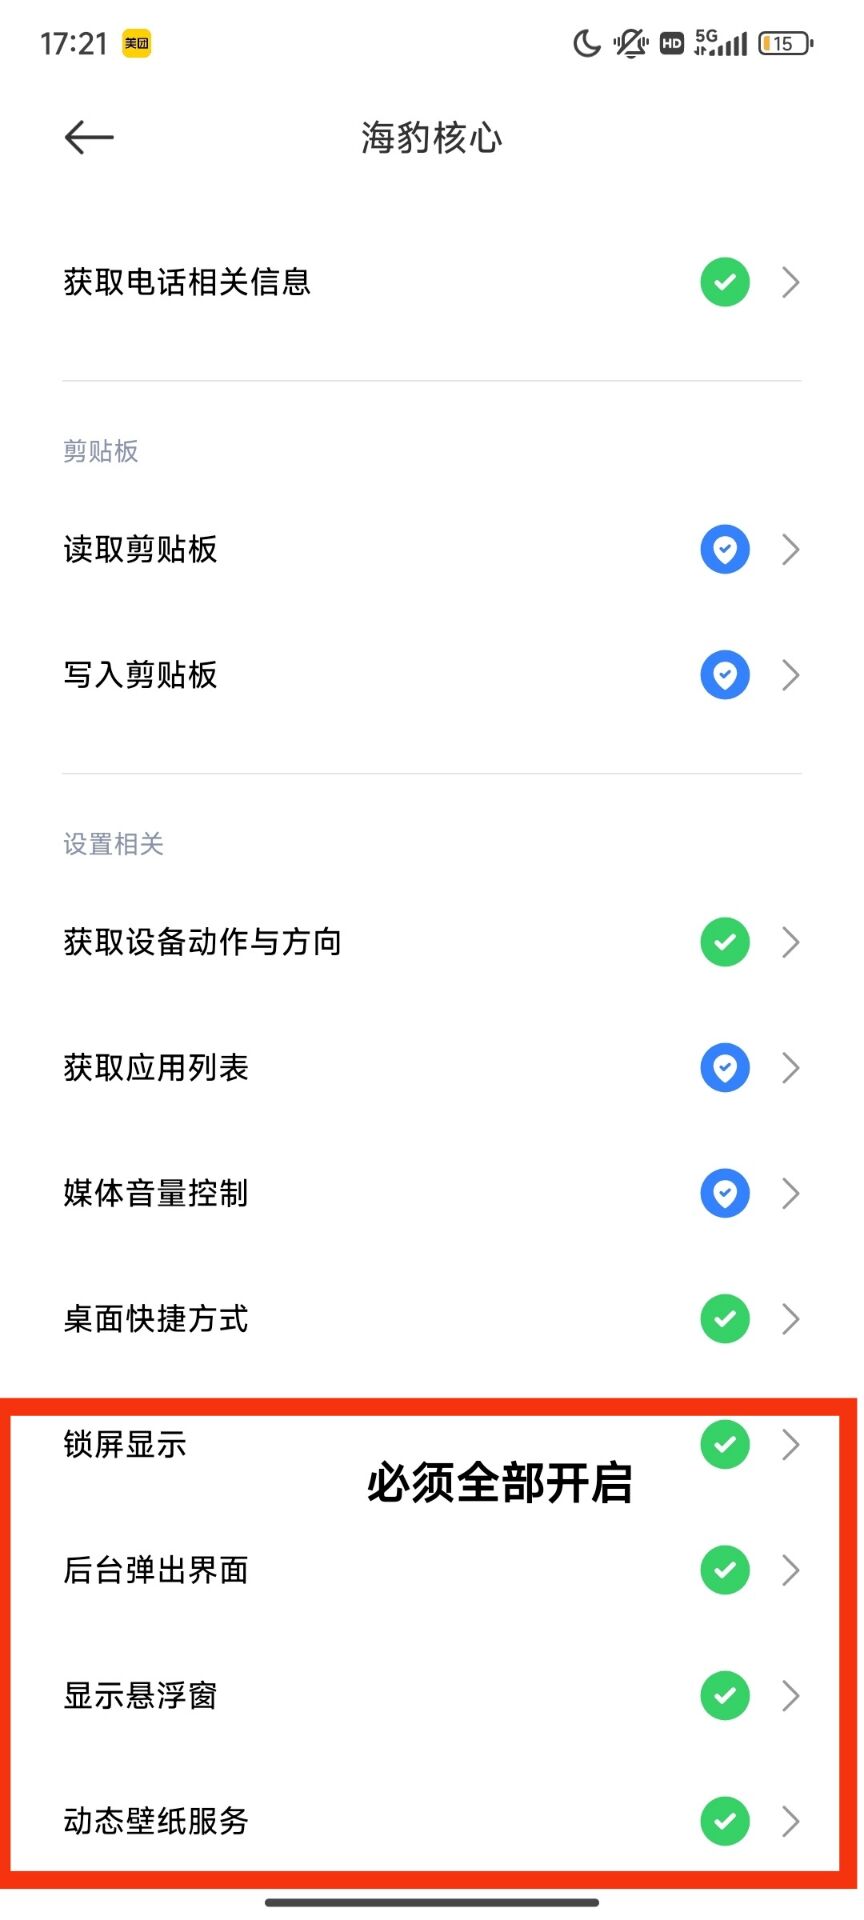 17:21 美团 HD 5G 15
海豹核心
获取电话相关信息
剪贴板
读取剪贴板
写入剪贴板
设置相关
获取设备动作与方向
获取应用列表
媒体音量控制
桌面快捷方式
锁屏显示
必须全部开启
后台弹出界面
显示悬浮窗
动态壁纸服务